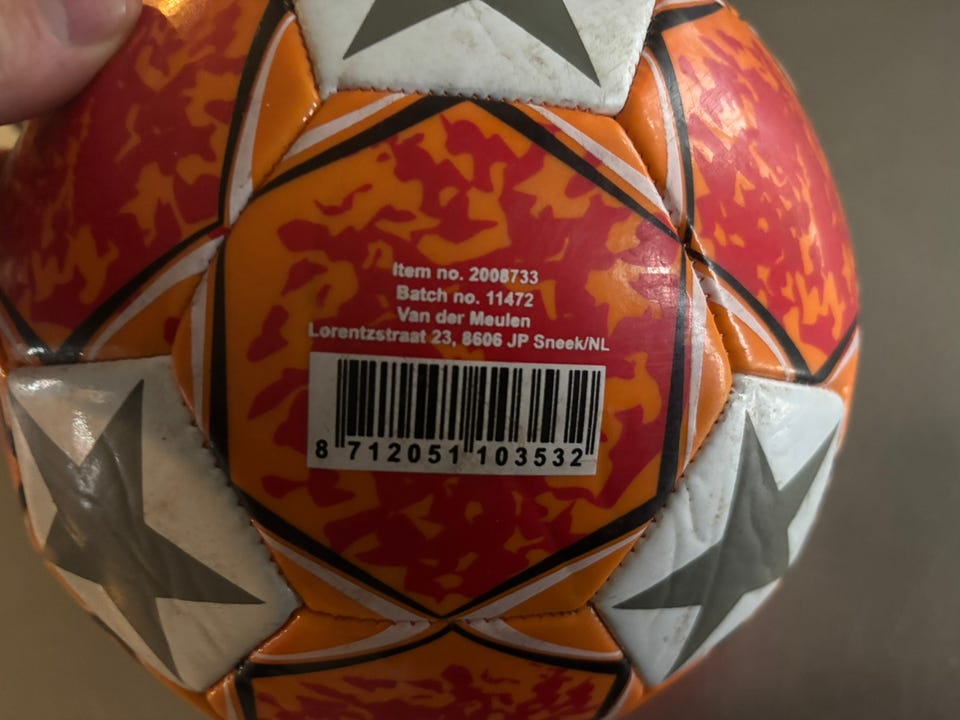 Item no. 2008733
Batch no. 11472
Van der Meulen
Lorentzstraat 23, 8606 JP Sneek/NL
8 712051 103532